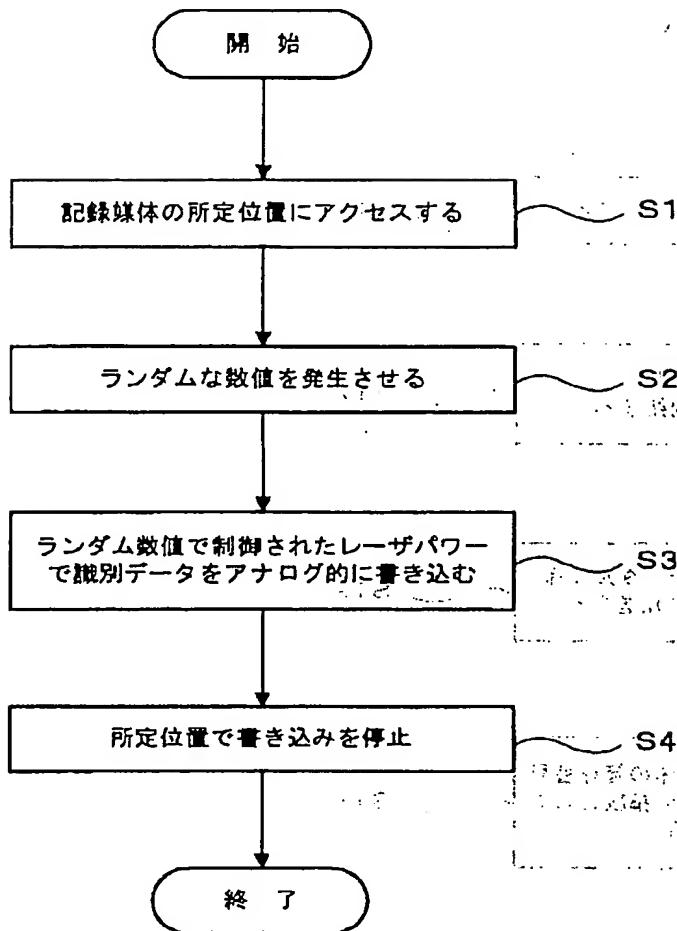 開 始
記録媒体の所定位置にアクセスする
S1
ランダムな数値を発生させる
S2
ランダム数値で制御されたレーザパワー
で識別データをアナログ的に書き込む
S3
所定位置で書き込みを停止
S4
終 了